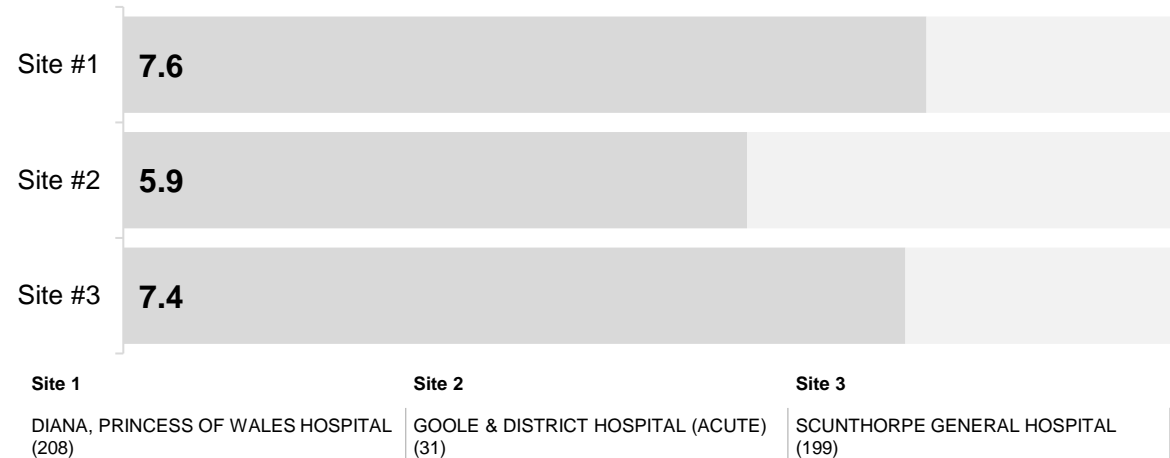 Site #1
7.6
Site #2
5.9
Site #3
7.4
Site 1
Site 2
Site 3
DIANA, PRINCESS OF WALES HOSPITAL
(208)
GOOLE & DISTRICT HOSPITAL (ACUTE)
(31)
SCUNTHORPE GENERAL HOSPITAL
(199)